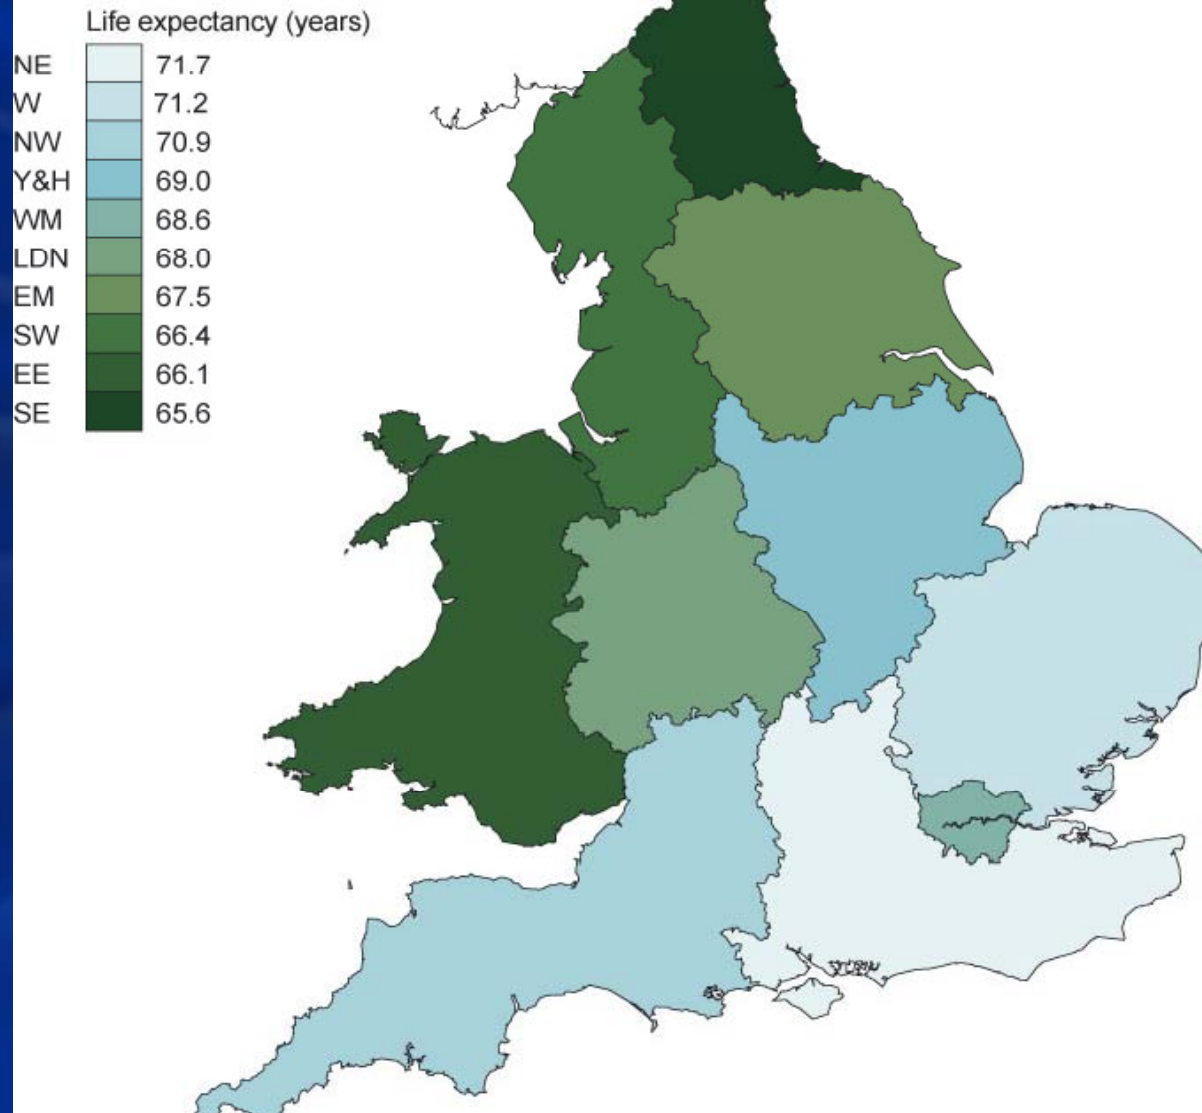 Life expectancy (years)
NE 71.7
W 71.2
NW 70.9
Y&H 69.0
WM 68.6
LDN 68.0
EM 67.5
SW 66.4
EE 66.1
SE 65.6